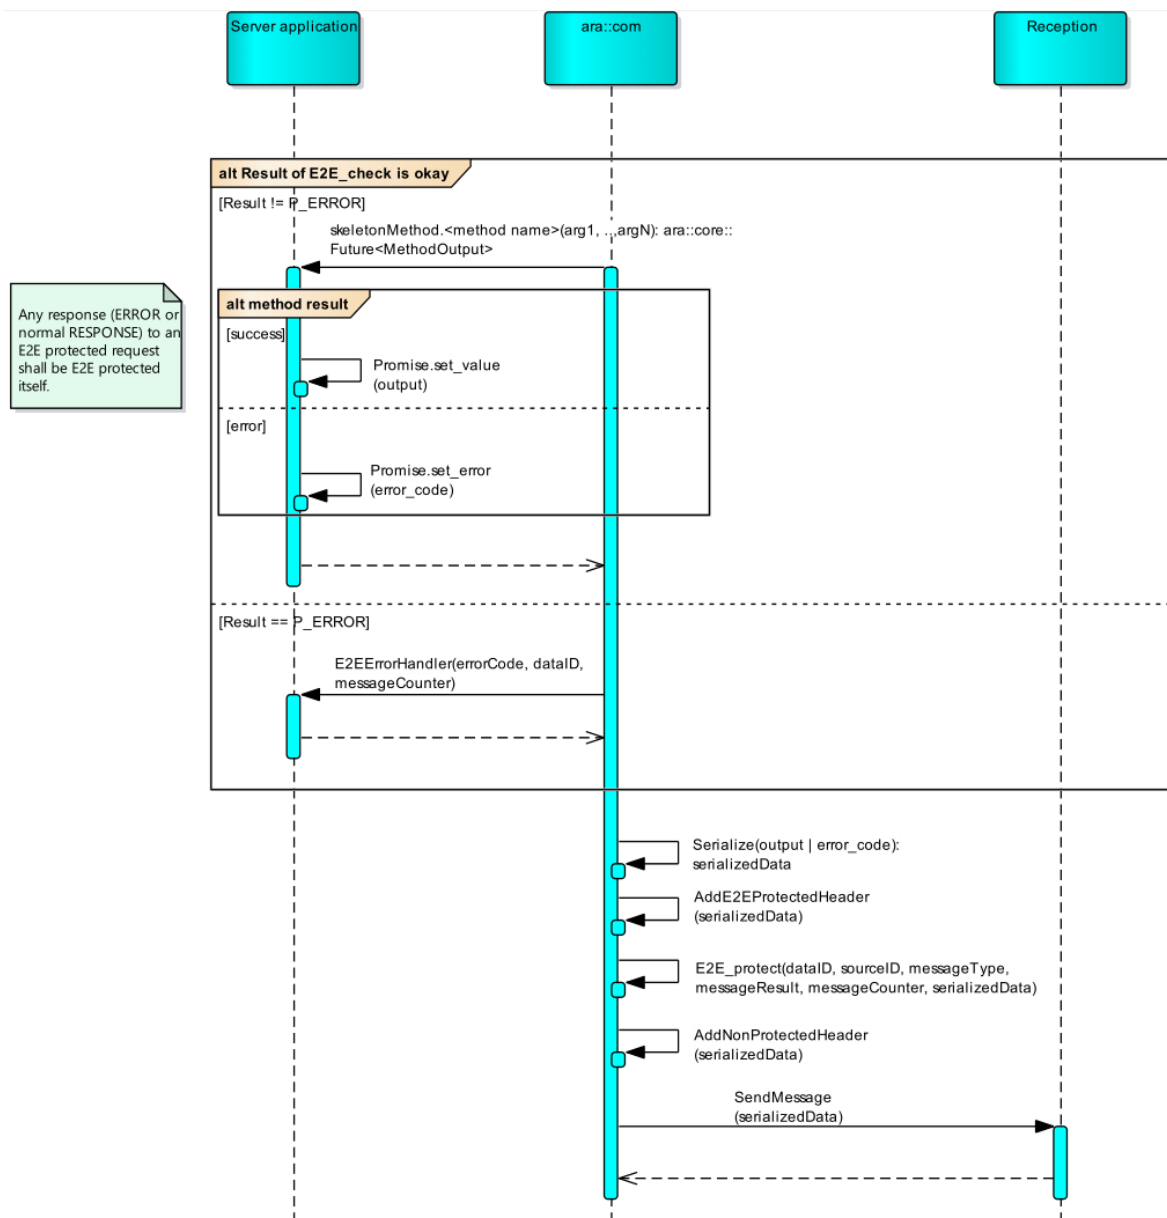 Server application
ara::com
Reception
alt Result of E2E_check is okay
[Result != P_ERROR]
skeletonMethod.<method name>(arg1, ..,argN): ara::core::
Future<MethodOutput>
Any response (ERROR or
normal RESPONSE) to an
E2E protected request
shall be E2E protected
itself.
alt method result
[success]
Promise.set_value
(output)
[error]
Promise.set_error
(error_code)
[Result == P_ERROR]
E2EErrorHandler(errorCode, dataID,
messageCounter)
Serialize(output | error_code):
serializedData
AddE2EProtectedHeader
(serializedData)
E2E_protect(dataID, sourceID, messageType,
messageResult, messageCounter, serializedData)
AddNonProtectedHeader
(serializedData)
SendMessage
(serializedData)